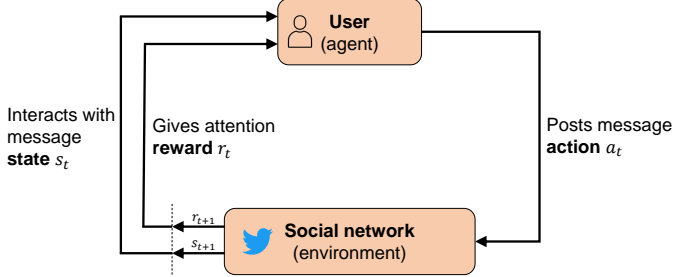 User
(agent)
Interacts with
message
state s_t
Gives attention
reward r_t
Posts message
action a_t
r_{t+1}
s_{t+1}
Social network
(environment)